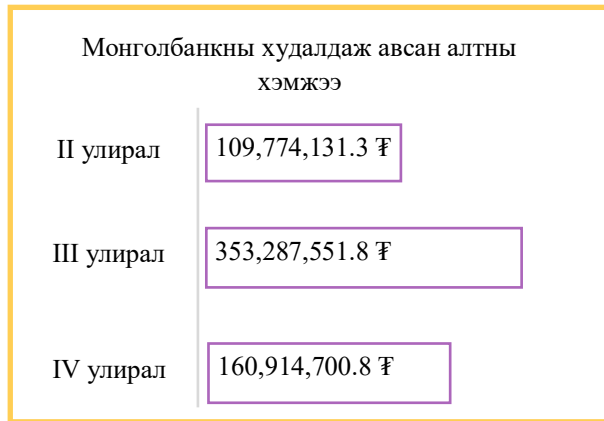 Монголбанкны худалдаж авсан алтны
хэмжээ
II улирал
109,774,131.3 ₮
III улирал
353,287,551.8 ₮
IV улирал
160,914,700.8 ₮